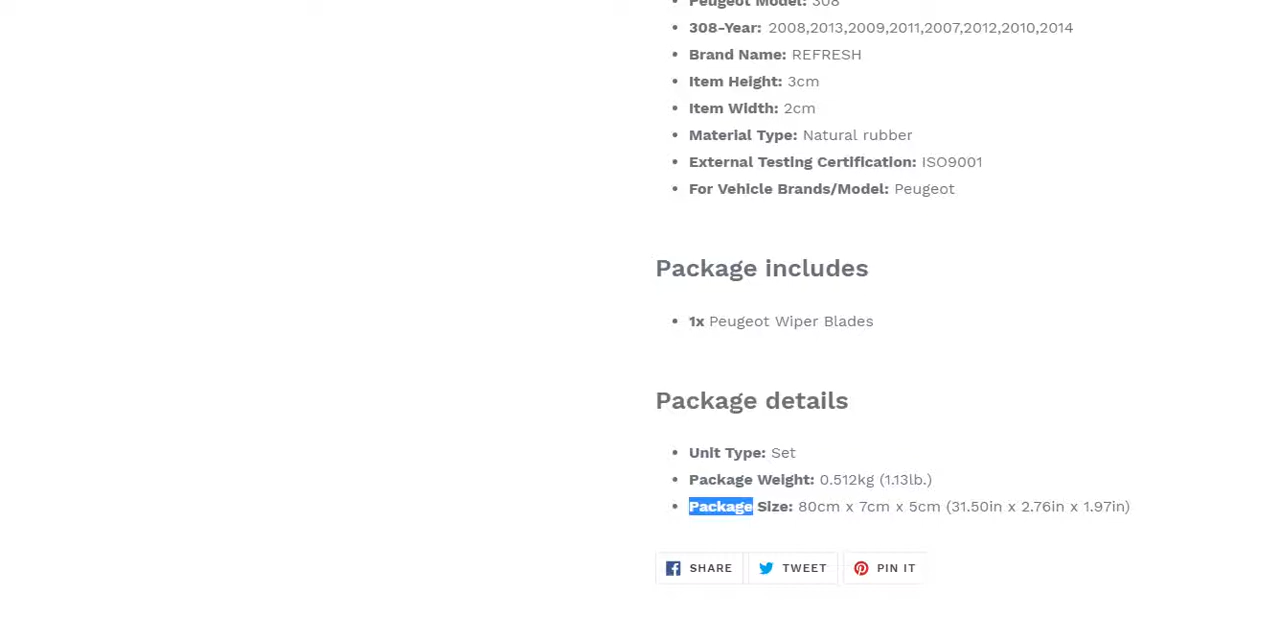 Peugeot Model: 308
308-Year: 2008,2013,2009,2011,2007,2012,2010,2014
Brand Name: REFRESH
Item Height: 3cm
Item Width: 2cm
Material Type: Natural rubber
External Testing Certification: ISO9001
For Vehicle Brands/Model: Peugeot
Package includes
1x Peugeot Wiper Blades
Package details
Unit Type: Set
Package Weight: 0.512kg (1.13lb.)
Package Size: 80cm x 7cm x 5cm (31.50in x 2.76in x 1.97in)
SHARE TWEET PIN IT